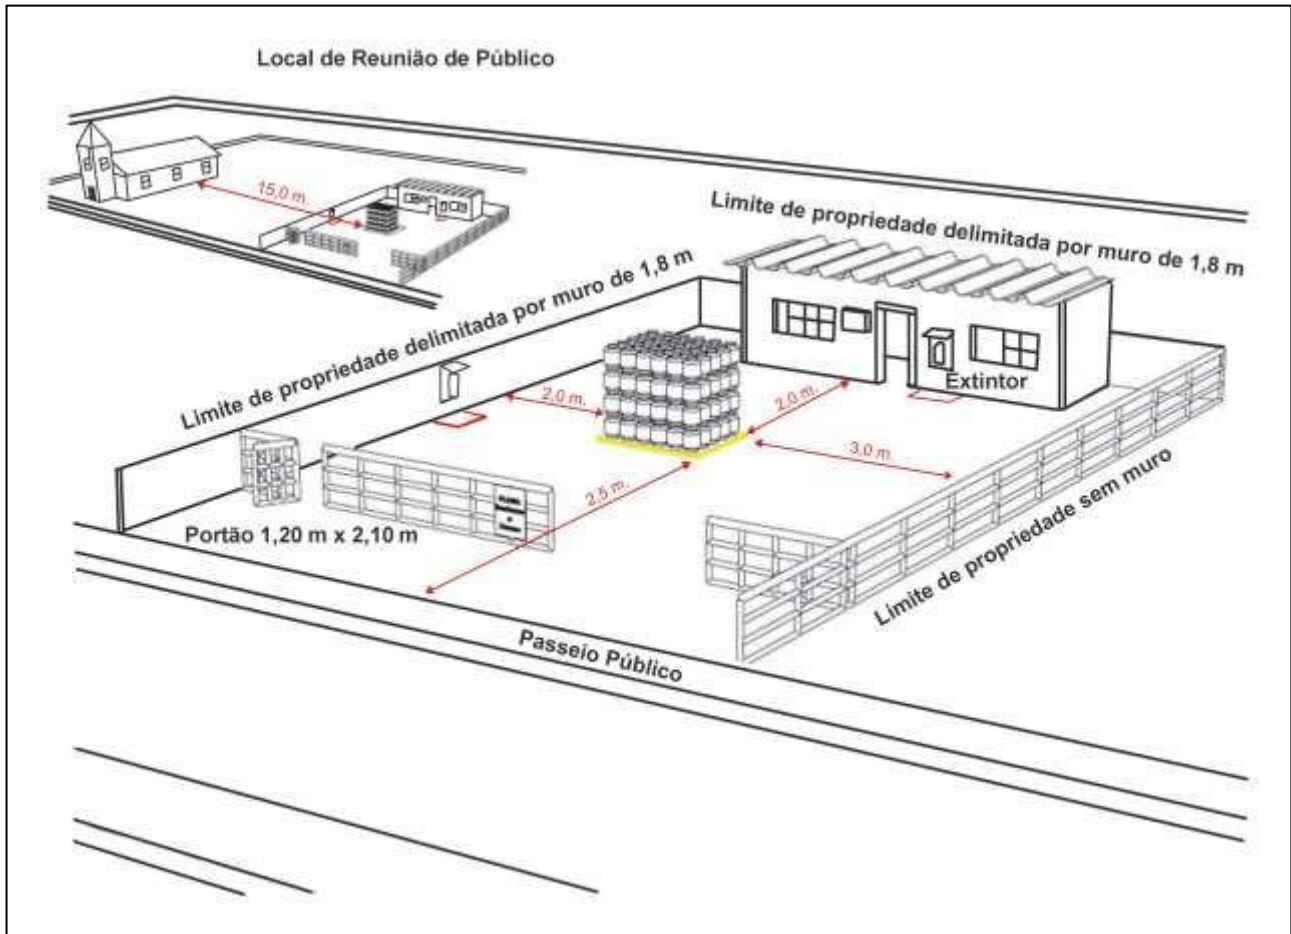 Local de Reunião de Público
15,0 m.
Limite de propriedade delimitada por muro de 1,8 m
Limite de propriedade delimitada por muro de 1,8 m
Extintor
2,0 m.
2,0 m.
3,0 m.
2,5 m.
Portão 1,20 m x 2,10 m
Limite de propriedade sem muro
Passeio Público